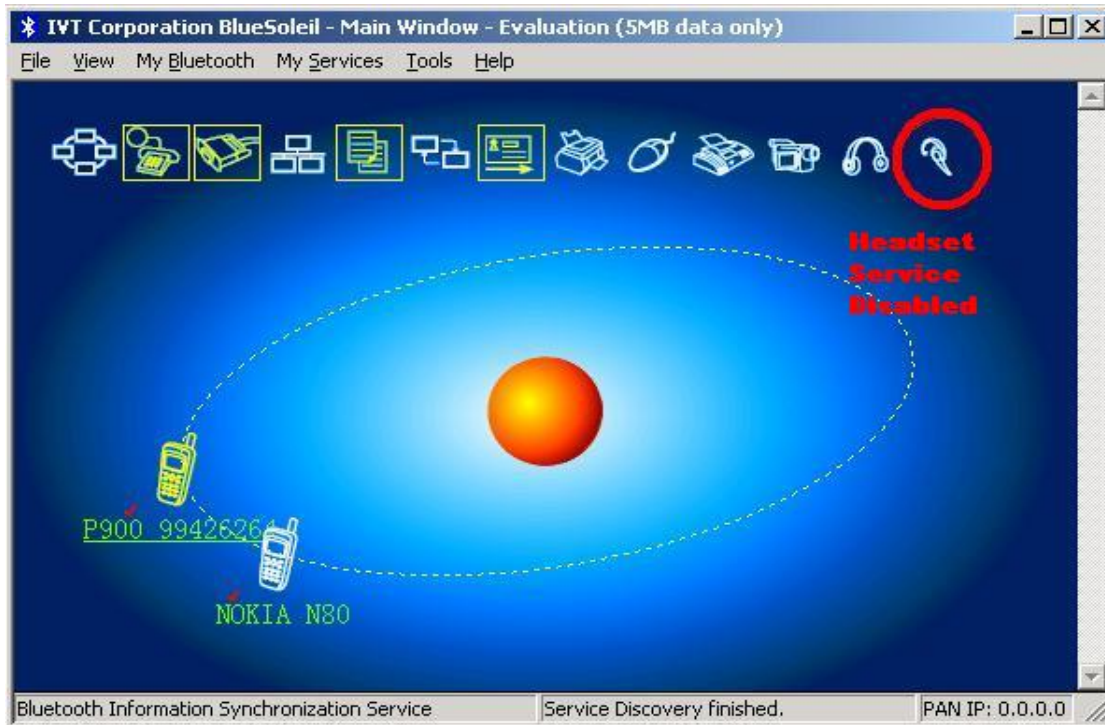 IVT Corporation BlueSoleil - Main Window - Evaluation (5MB data only)
File View My Bluetooth My Services Tools Help
Headset
Service
Disabled
P900 99426264
NOKIA N80
Bluetooth Information Synchronization Service Service Discovery finished. PAN IP: 0.0.0.0